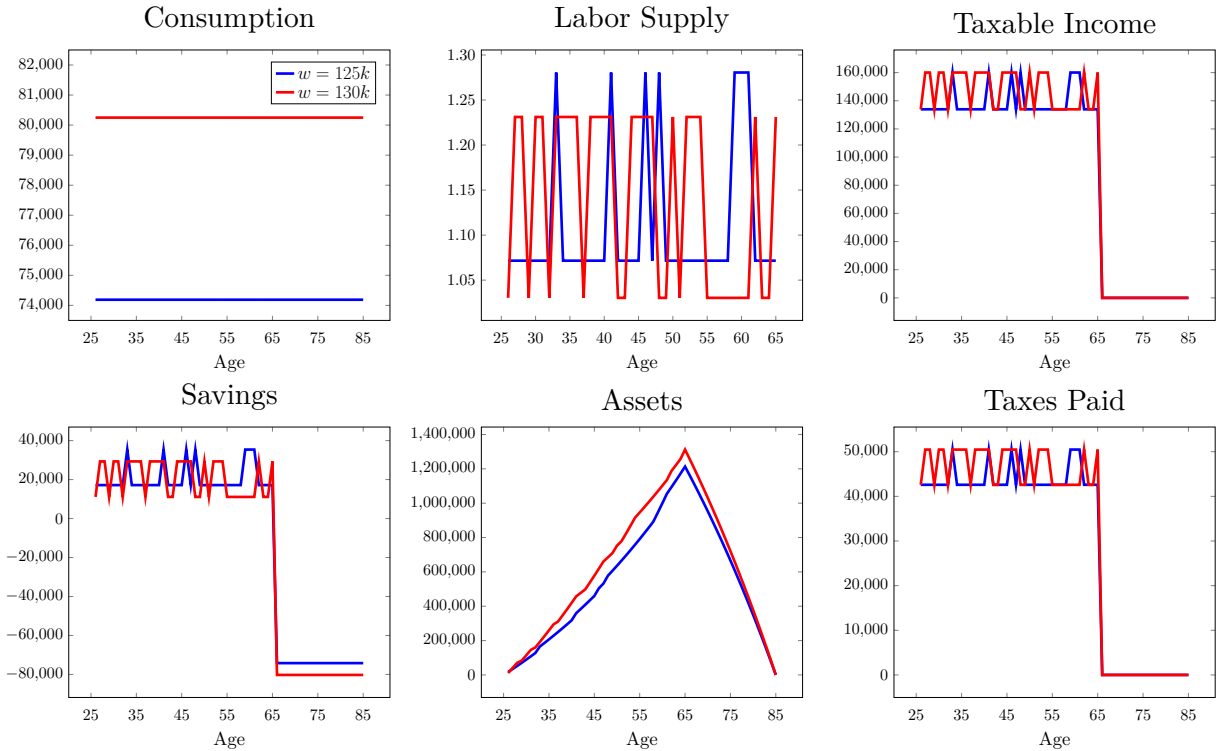 Consumption
82,000
81,000
80,000
79,000
78,000
77,000
76,000
75,000
74,000
w = 125k
w = 130k
25 35 45 55 65 75 85
Age
Labor Supply
1.30
1.25
1.20
1.15
1.10
1.05
25 30 35 40 45 50 55 60 65
Age
Taxable Income
160,000
140,000
120,000
100,000
80,000
60,000
40,000
20,000
0
25 35 45 55 65 75 85
Age
Savings
40,000
20,000
0
−20,000
−40,000
−60,000
−80,000
25 35 45 55 65 75 85
Age
Assets
1,400,000
1,200,000
1,000,000
800,000
600,000
400,000
200,000
0
25 35 45 55 65 75 85
Age
Taxes Paid
50,000
40,000
30,000
20,000
10,000
0
25 35 45 55 65 75 85
Age